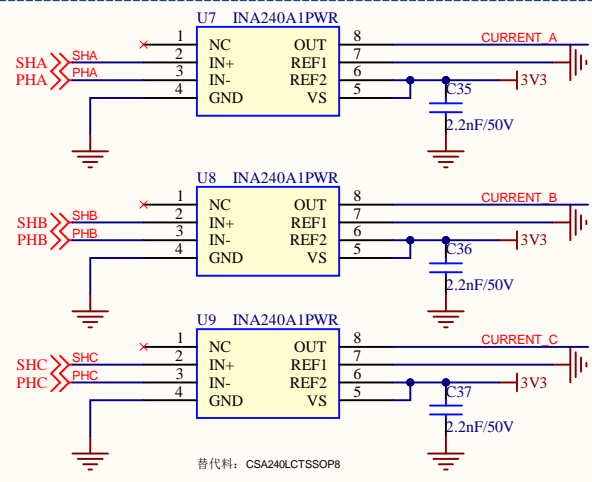 U7 INA240A1PWR
1 NC OUT 8 CURRENT_A
SHA SHA 2 IN+ REF1 7
PHA PHA 3 IN- REF2 6 3V3
4 GND VS 5 C35
2.2nF/50V
U8 INA240A1PWR
1 NC OUT 8 CURRENT_B
SHB SHB 2 IN+ REF1 7
PHB PHB 3 IN- REF2 6 3V3
4 GND VS 5 C36
2.2nF/50V
U9 INA240A1PWR
1 NC OUT 8 CURRENT_C
SHC SHC 2 IN+ REF1 7
PHC PHC 3 IN- REF2 6 3V3
4 GND VS 5 C37
2.2nF/50V
替代料：CSA240LCTSSOP8